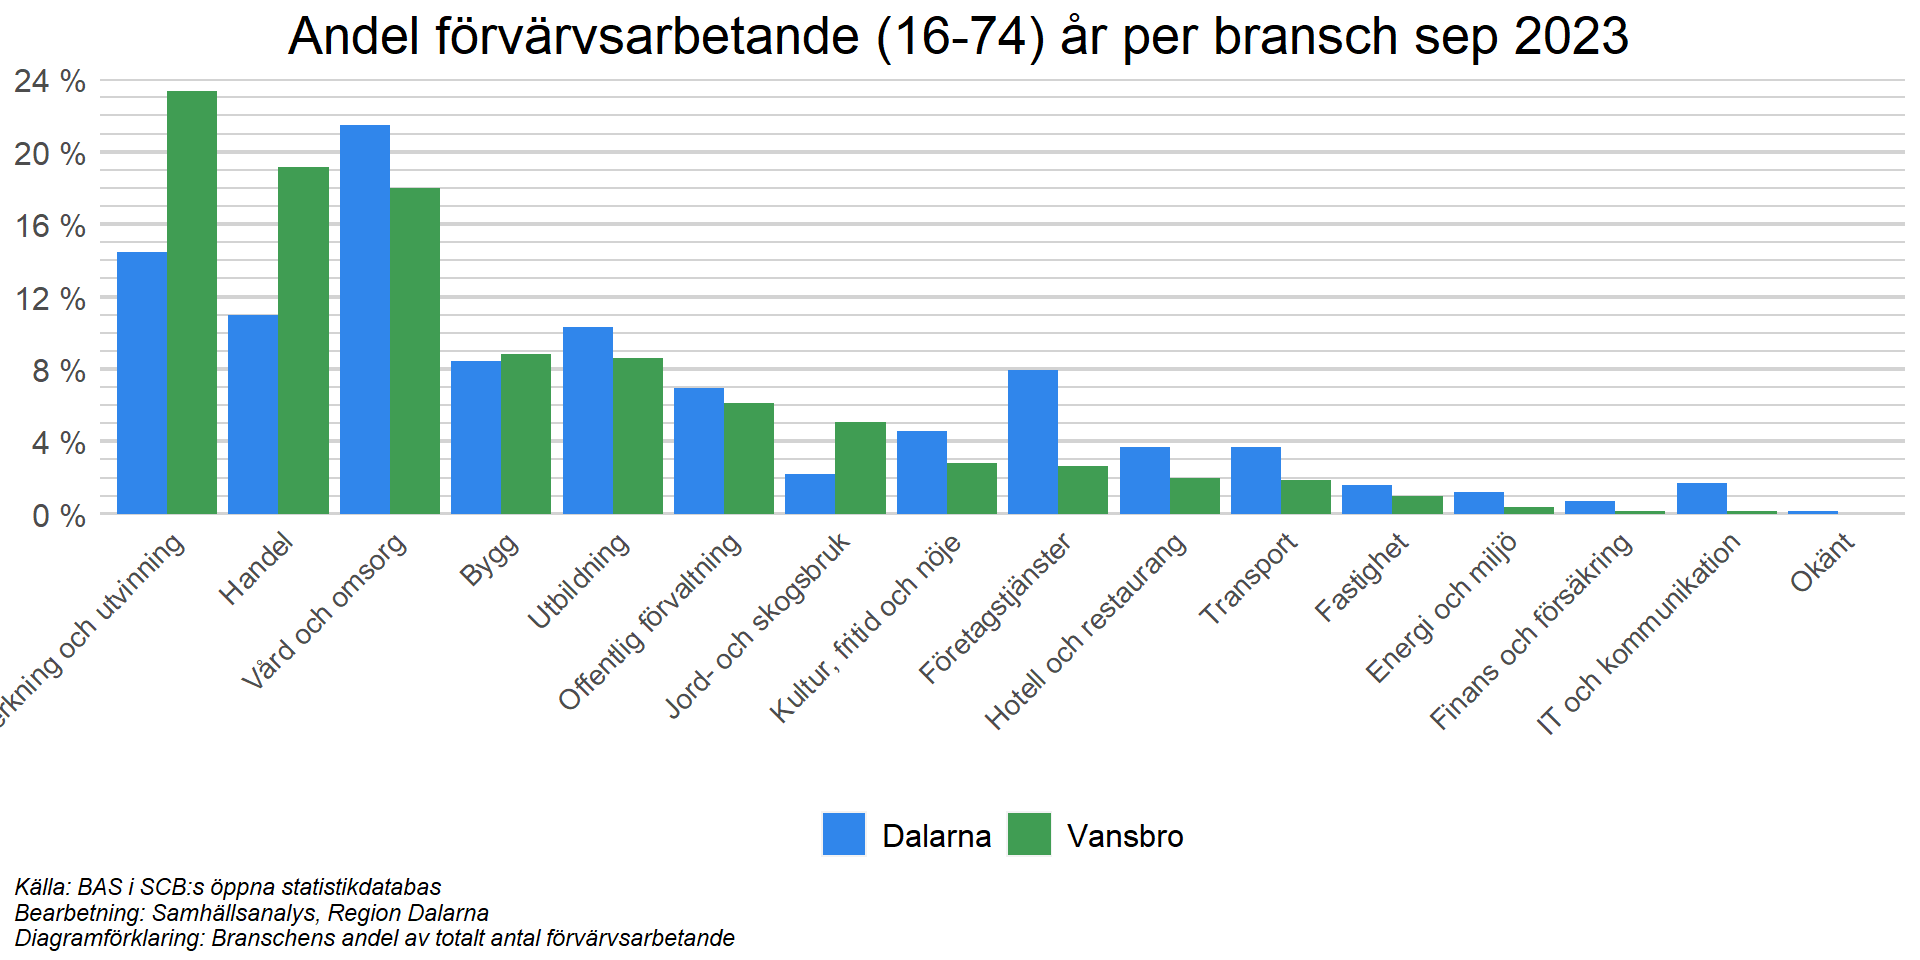 Andel förvärvsarbetande (16-74) år per bransch sep 2023
24 %
20 %
16 %
12 %
8 %
4 %
0 %
erkning och utvinning
Handel
Vård och omsorg
Bygg
Utbildning
Offentlig förvaltning
Jord- och skogsbruk
Kultur, fritid och nöje
Företagstjänster
Hotell och restaurang
Transport
Fastighet
Energi och miljö
Finans och försäkring
IT och kommunikation
Okänt
Dalarna
Vansbro
Källa: BAS i SCB:s öppna statistikdatabas
Bearbetning: Samhällsanalys, Region Dalarna
Diagramförklaring: Branschens andel av totalt antal förvärvsarbetande